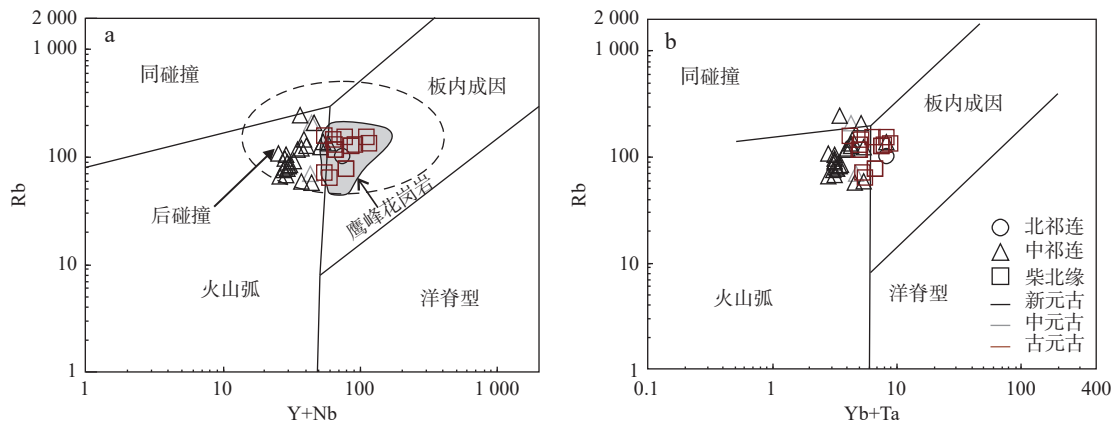 a
2 000
1 000
100
10
1
Rb
同碰撞
板内成因
后碰撞
鹰峰花岗岩
火山弧
洋脊型
1
10
100
1 000
Y+Nb
b
2 000
1 000
100
10
1
Rb
同碰撞
板内成因
火山弧
洋脊型
北祁连
中祁连
柴北缘
新元古
中元古
古元古
0.1
1
10
100
400
Yb+Ta